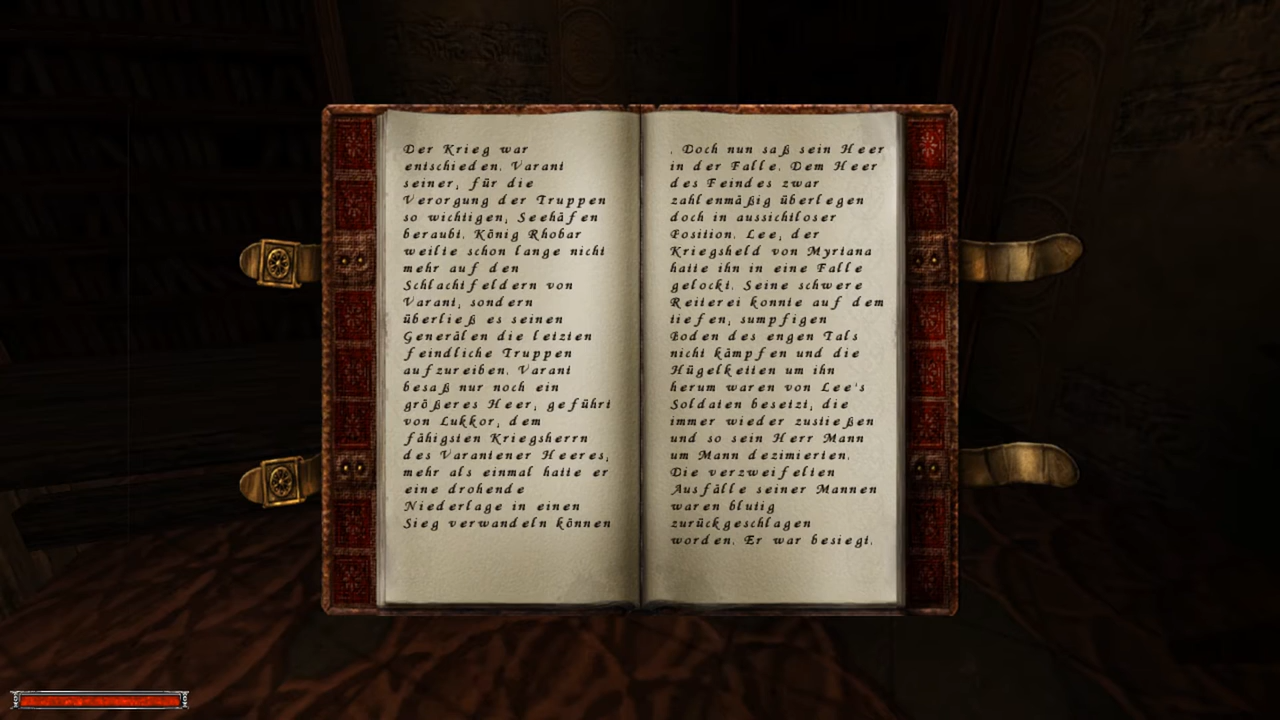 Der Krieg war
entschieden. Varant
seiner, für die
Verorgung der Truppen
so wichtigen, Seehäfen
beraubt. König Rhobar
weilte schon lange nicht
mehr auf den
Schlachtfeldern von
Varant, sondern
überließ es seinen
Generälen die letzten
feindliche Truppen
aufzureiben. Varant
besaß nur noch ein
größeres Heer, geführt
von Lukkor, dem
fähigsten Kriegsherrn
des Varantener Heeres,
mehr als einmal hatte er
eine drohende
Niederlage in einen
Sieg verwandeln können
. Doch nun saß sein Heer
in der Falle. Dem Heer
des Feindes zwar
zahlenmäßig überlegen
doch in aussichtloser
Position. Lee, der
Kriegsheld von Myrtana
hatte ihn in eine Falle
gelockt. Seine schwere
Reiterei konnte auf dem
tiefen, sumpfigen
Boden des engen Tals
nicht kämpfen und die
Hügelketten um ihn
herum waren von Lee's
Soldaten besetzt, die
immer wieder zustießen
und so sein Herr Mann
um Mann dezimierten.
Die verzweifelten
Ausfälle seiner Mannen
waren blutig
zurückgeschlagen
worden. Er war besiegt.